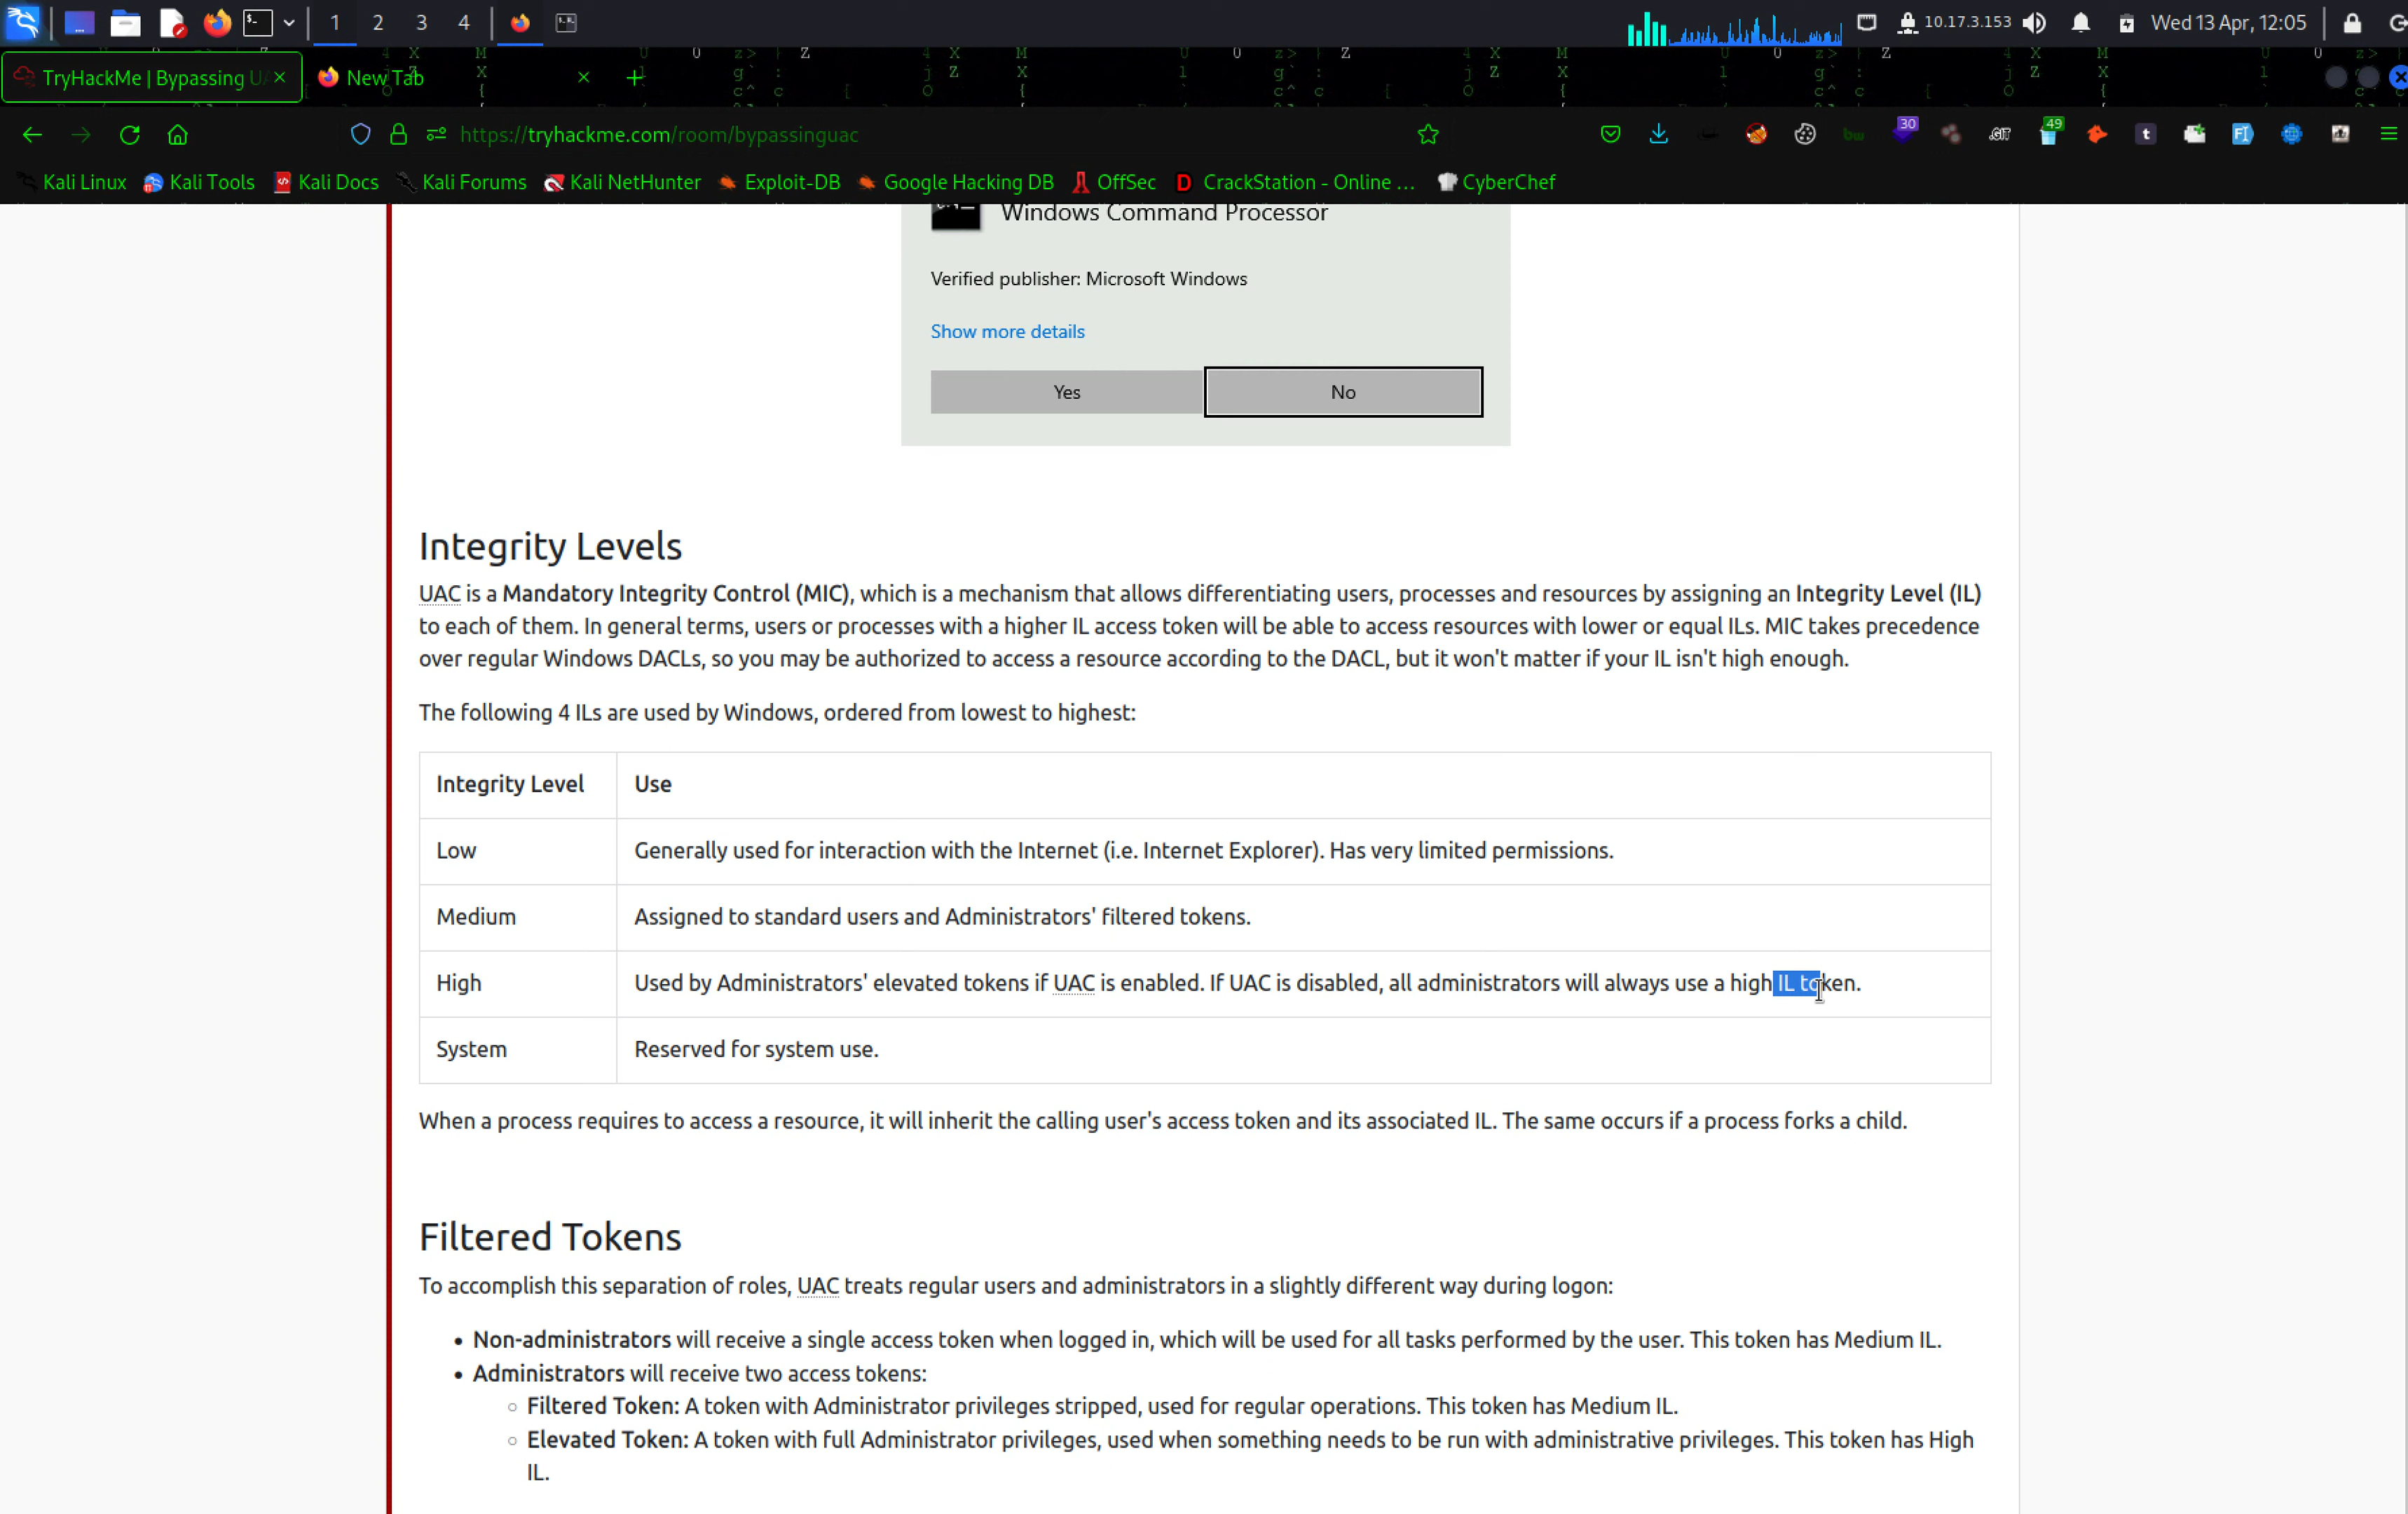 1 2 3 4 10.17.3.153 Wed 13 Apr, 12:05
TryHackMe | Bypassing UA New Tab
https://tryhackme.com/room/bypassinguac 30 .GIT 49 t FI
Kali Linux Kali Tools Kali Docs Kali Forums Kali NetHunter Exploit-DB Google Hacking DB OffSec CrackStation - Online ... CyberChef
Windows Command Processor
Verified publisher: Microsoft Windows
Show more details
Yes No
Integrity Levels
UAC is a Mandatory Integrity Control (MIC), which is a mechanism that allows differentiating users, processes and resources by assigning an Integrity Level (IL)
to each of them. In general terms, users or processes with a higher IL access token will be able to access resources with lower or equal ILs. MIC takes precedence
over regular Windows DACLs, so you may be authorized to access a resource according to the DACL, but it won't matter if your IL isn't high enough.
The following 4 ILs are used by Windows, ordered from lowest to highest:
Integrity Level Use
Low Generally used for interaction with the Internet (i.e. Internet Explorer). Has very limited permissions.
Medium Assigned to standard users and Administrators' filtered tokens.
High Used by Administrators' elevated tokens if UAC is enabled. If UAC is disabled, all administrators will always use a high IL token.
System Reserved for system use.
When a process requires to access a resource, it will inherit the calling user's access token and its associated IL. The same occurs if a process forks a child.
Filtered Tokens
To accomplish this separation of roles, UAC treats regular users and administrators in a slightly different way during logon:
• Non-administrators will receive a single access token when logged in, which will be used for all tasks performed by the user. This token has Medium IL.
• Administrators will receive two access tokens:
◦ Filtered Token: A token with Administrator privileges stripped, used for regular operations. This token has Medium IL.
◦ Elevated Token: A token with full Administrator privileges, used when something needs to be run with administrative privileges. This token has High
IL.